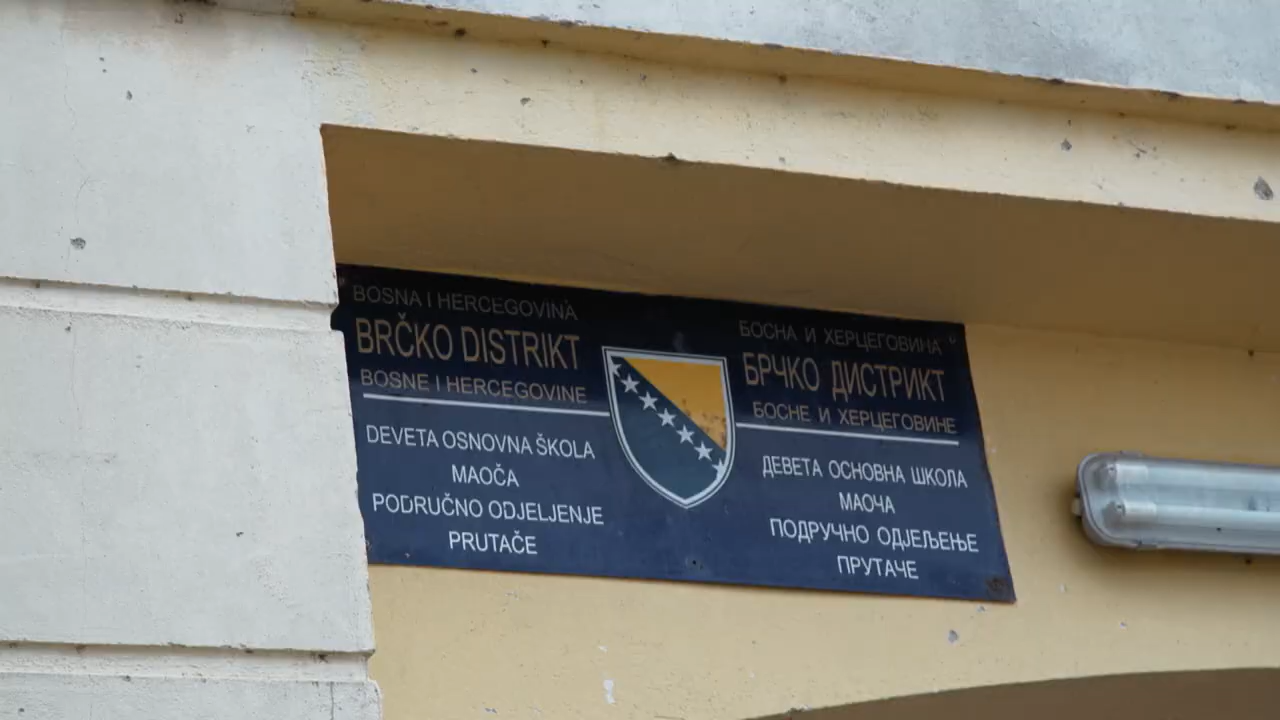 BOSNA I HERCEGOVINA
BRČKO DISTRIKT
BOSNE I HERCEGOVINE
DEVETA OSNOVNA ŠKOLA
MAOČA
PODRUČNO ODJELJENJE
PRUTAČE
БОСНА И ХЕРЦЕГОВИНА
БРЧКО ДИСТРИКТ
БОСНЕ И ХЕРЦЕГОВИНЕ
ДЕВЕТА ОСНОВНА ШКОЛА
МАОЧА
ПОДРУЧНО ОДЈЕЉЕЊЕ
ПРУТАЧЕ